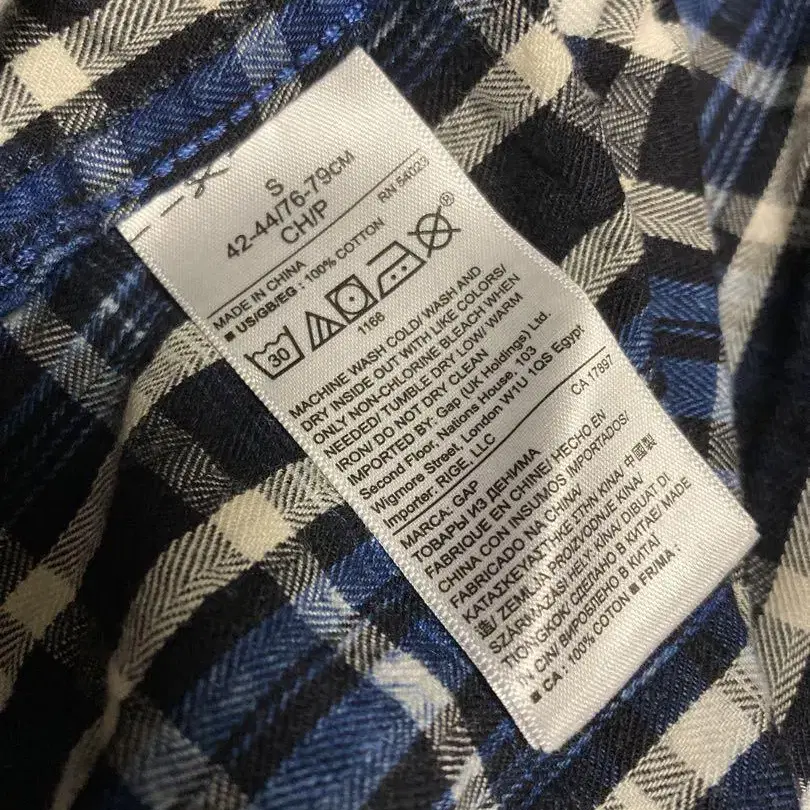 S
42-44/76-79CM
CH/P
RN 54023
MADE IN CHINA
■ US/GB/EG : 100% COTTON
30
1166
MACHINE WASH COLD/ WASH AND
DRY INSIDE OUT WITH LIKE COLORS/
ONLY NON-CHLORINE BLEACH WHEN
NEEDED/ TUMBLE DRY LOW/ WARM
IRON/ DO NOT DRY CLEAN
IMPORTED BY: Gap (UK Holdings) Ltd.
Second Floor, Nations House, 103
Wigmore Street, London W1U 1QS Egypt
Importer: RIGE, LLC
CA 17897
MARCA: GAP
ТОВАРЫ ИЗ ДЕНИМА
FABRIQUE EN CHINE/ HECHO EN
CHINA CON INSUMOS IMPORTADOS/
FABRICADO NA CHINA/
ΚΑΤΑΣΚΕΥΑΣΤΗΚΕ ΣΤΗΝ ΚΙΝΑ/ 中國製
造/ ZEMLJA PROIZVODNJE KINA/
SZÁRMAZÁSI HELY: KÍNA/ DIBUAT DI
TIONGKOK/ СДЕЛАНО В КИТАЕ/ MADE
IN C/N/ ВИРОБЛЕНО В КИТАЇ
■ CA : 100% COTON ■ FR/MA :